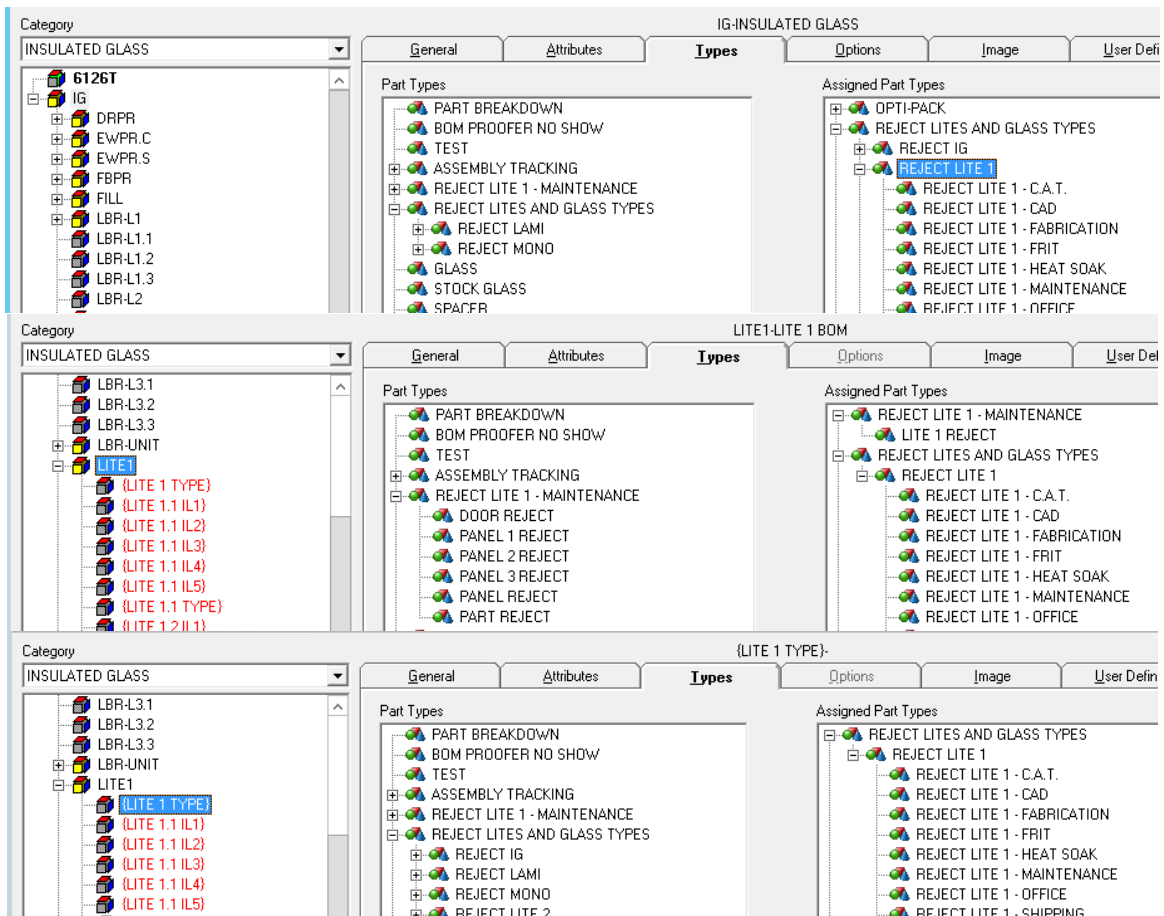 Category
IG-INSULATED GLASS
INSULATED GLASS
General Attributes Types Options Image User Defi
6126T
IG
DRPR
EWPR.C
EWPR.S
FBPR
FILL
LBR-L1
LBR-L1.1
LBR-L1.2
LBR-L1.3
LBR-L2
Part Types
PART BREAKDOWN
BOM PROOFER NO SHOW
TEST
ASSEMBLY TRACKING
REJECT LITE 1 - MAINTENANCE
REJECT LITES AND GLASS TYPES
REJECT LAMI
REJECT MONO
GLASS
STOCK GLASS
SPACER
Assigned Part Types
OPTI-PACK
REJECT LITES AND GLASS TYPES
REJECT IG
REJECT LITE 1
REJECT LITE 1 - C.A.T.
REJECT LITE 1 - CAD
REJECT LITE 1 - FABRICATION
REJECT LITE 1 - FRIT
REJECT LITE 1 - HEAT SOAK
REJECT LITE 1 - MAINTENANCE
REJECT LITE 1 - OFFICE
Category
LITE1-LITE 1 BOM
INSULATED GLASS
General Attributes Types Options Image User Def
LBR-L3.1
LBR-L3.2
LBR-L3.3
LBR-UNIT
LITE1
{LITE 1 TYPE}
{LITE 1.1 IL1}
{LITE 1.1 IL2}
{LITE 1.1 IL3}
{LITE 1.1 IL4}
{LITE 1.1 IL5}
{LITE 1.1 TYPE}
{LITE 1.2 IL1}
Part Types
PART BREAKDOWN
BOM PROOFER NO SHOW
TEST
ASSEMBLY TRACKING
REJECT LITE 1 - MAINTENANCE
DOOR REJECT
PANEL 1 REJECT
PANEL 2 REJECT
PANEL 3 REJECT
PANEL REJECT
PART REJECT
Assigned Part Types
REJECT LITE 1 - MAINTENANCE
LITE 1 REJECT
REJECT LITES AND GLASS TYPES
REJECT LITE 1
REJECT LITE 1 - C.A.T.
REJECT LITE 1 - CAD
REJECT LITE 1 - FABRICATION
REJECT LITE 1 - FRIT
REJECT LITE 1 - HEAT SOAK
REJECT LITE 1 - MAINTENANCE
REJECT LITE 1 - OFFICE
Category
{LITE 1 TYPE}-
INSULATED GLASS
General Attributes Types Options Image User Defin
LBR-L3.1
LBR-L3.2
LBR-L3.3
LBR-UNIT
LITE1
{LITE 1 TYPE}
{LITE 1.1 IL1}
{LITE 1.1 IL2}
{LITE 1.1 IL3}
{LITE 1.1 IL4}
{LITE 1.1 IL5}
Part Types
PART BREAKDOWN
BOM PROOFER NO SHOW
TEST
ASSEMBLY TRACKING
REJECT LITE 1 - MAINTENANCE
REJECT LITES AND GLASS TYPES
REJECT IG
REJECT LAMI
REJECT MONO
REJECT LITE 2
Assigned Part Types
REJECT LITES AND GLASS TYPES
REJECT LITE 1
REJECT LITE 1 - C.A.T.
REJECT LITE 1 - CAD
REJECT LITE 1 - FABRICATION
REJECT LITE 1 - FRIT
REJECT LITE 1 - HEAT SOAK
REJECT LITE 1 - MAINTENANCE
REJECT LITE 1 - OFFICE
REJECT LITE 1 - SHIPPING